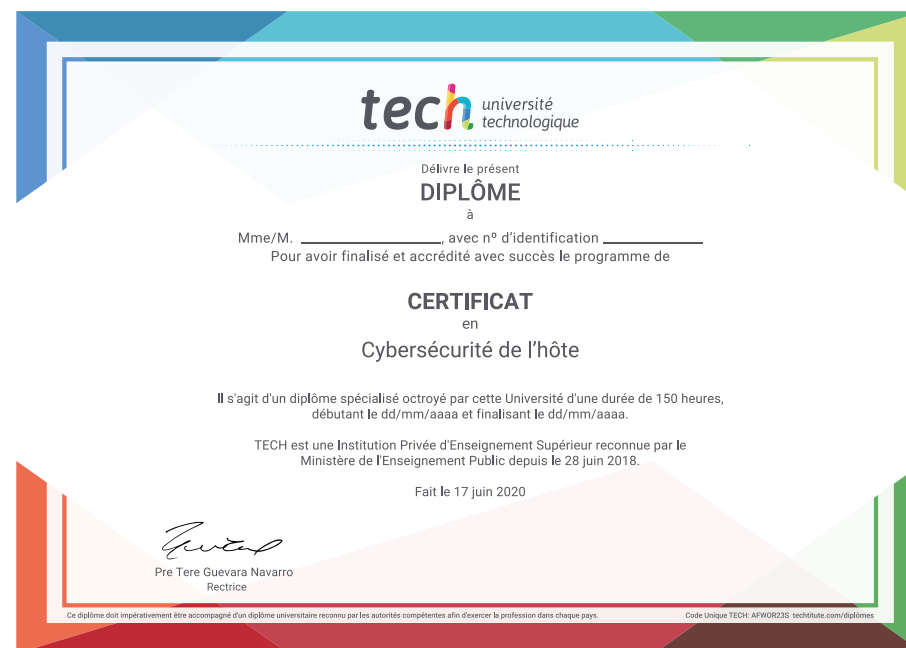 tech université
technologique
Délivre le présent
DIPLÔME
à
Mme/M. ____________________, avec nº d'identification ______________
Pour avoir finalisé et accrédité avec succès le programme de
CERTIFICAT
en
Cybersécurité de l'hôte
Il s'agit d'un diplôme spécialisé octroyé par cette Université d'une durée de 150 heures,
débutant le dd/mm/aaaa et finalisant le dd/mm/aaaa.
TECH est une Institution Privée d'Enseignement Supérieur reconnue par le
Ministère de l'Enseignement Public depuis le 28 juin 2018.
Fait le 17 juin 2020
Pre Tere Guevara Navarro
Rectrice
Ce diplôme doit impérativement être accompagné d'un diplôme universitaire reconnu par les autorités compétentes afin d'exercer la profession dans chaque pays.
Code Unique TECH: AFWOR23S techtitute.com/diplômes